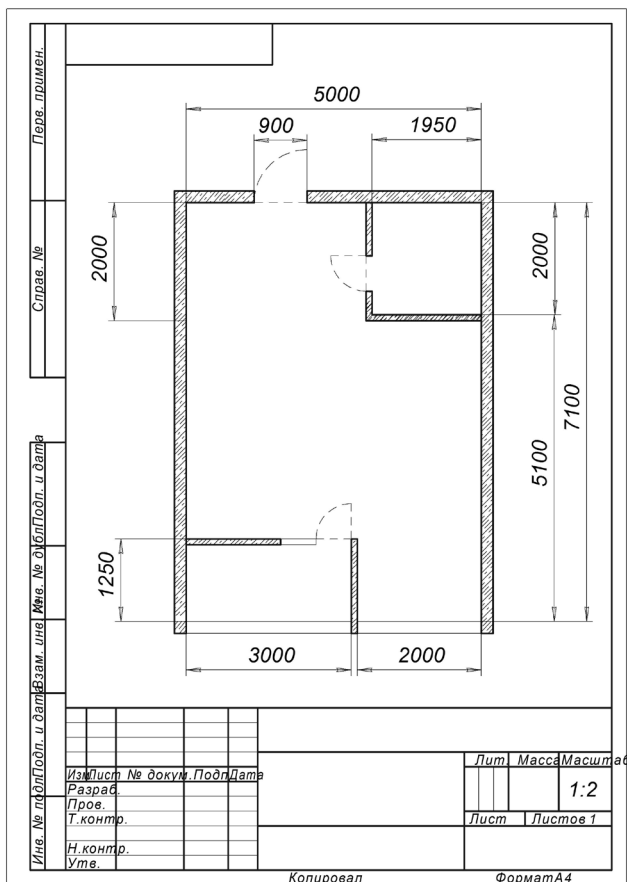 Перв. примен.
Справ. №
Подп. и дата
Инв. № дубл
Взам. инв. №
Подп. и дата
Инв. № подл
5000
900
1950
2000
2000
7100
5100
1250
3000
2000
Изм Лист № докум. Подп Дата
Разраб.
Пров.
Т.контр.
Н.контр.
Утв.
Лит. Масса Масштаб
1:2
Лист Листов 1
Копировал Формат А4